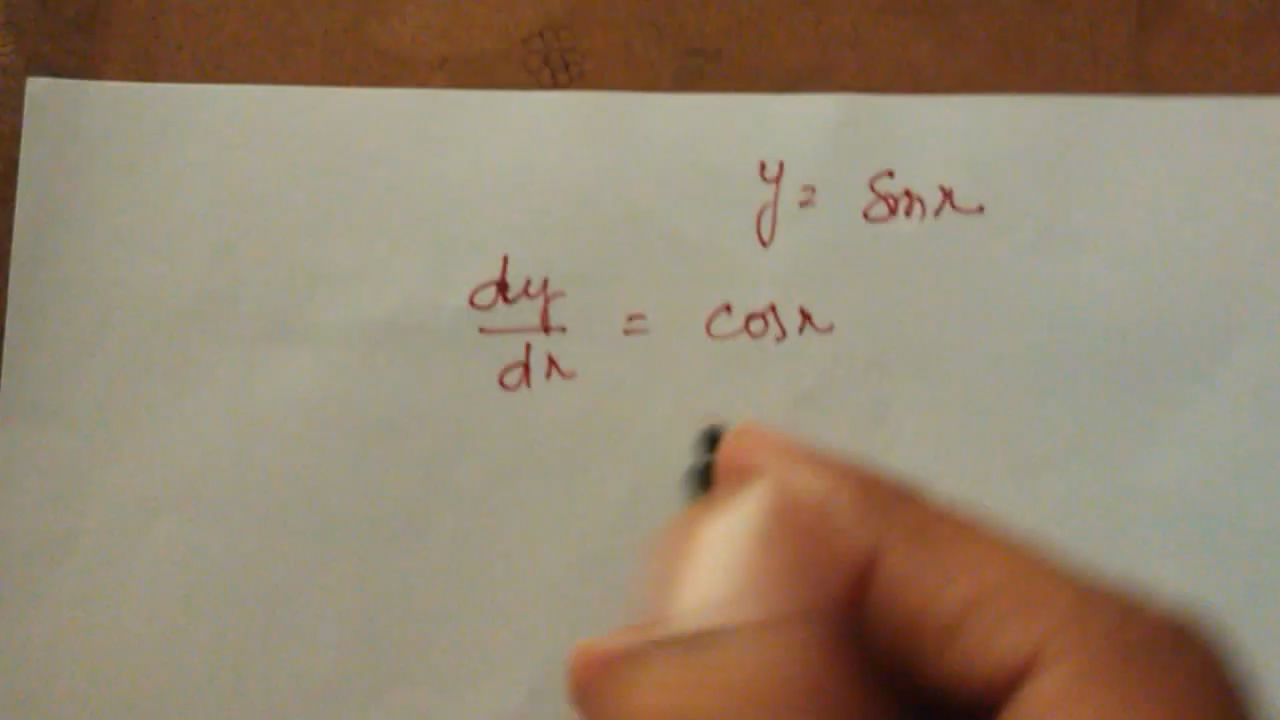 y = sinx
dy/dx = cosx